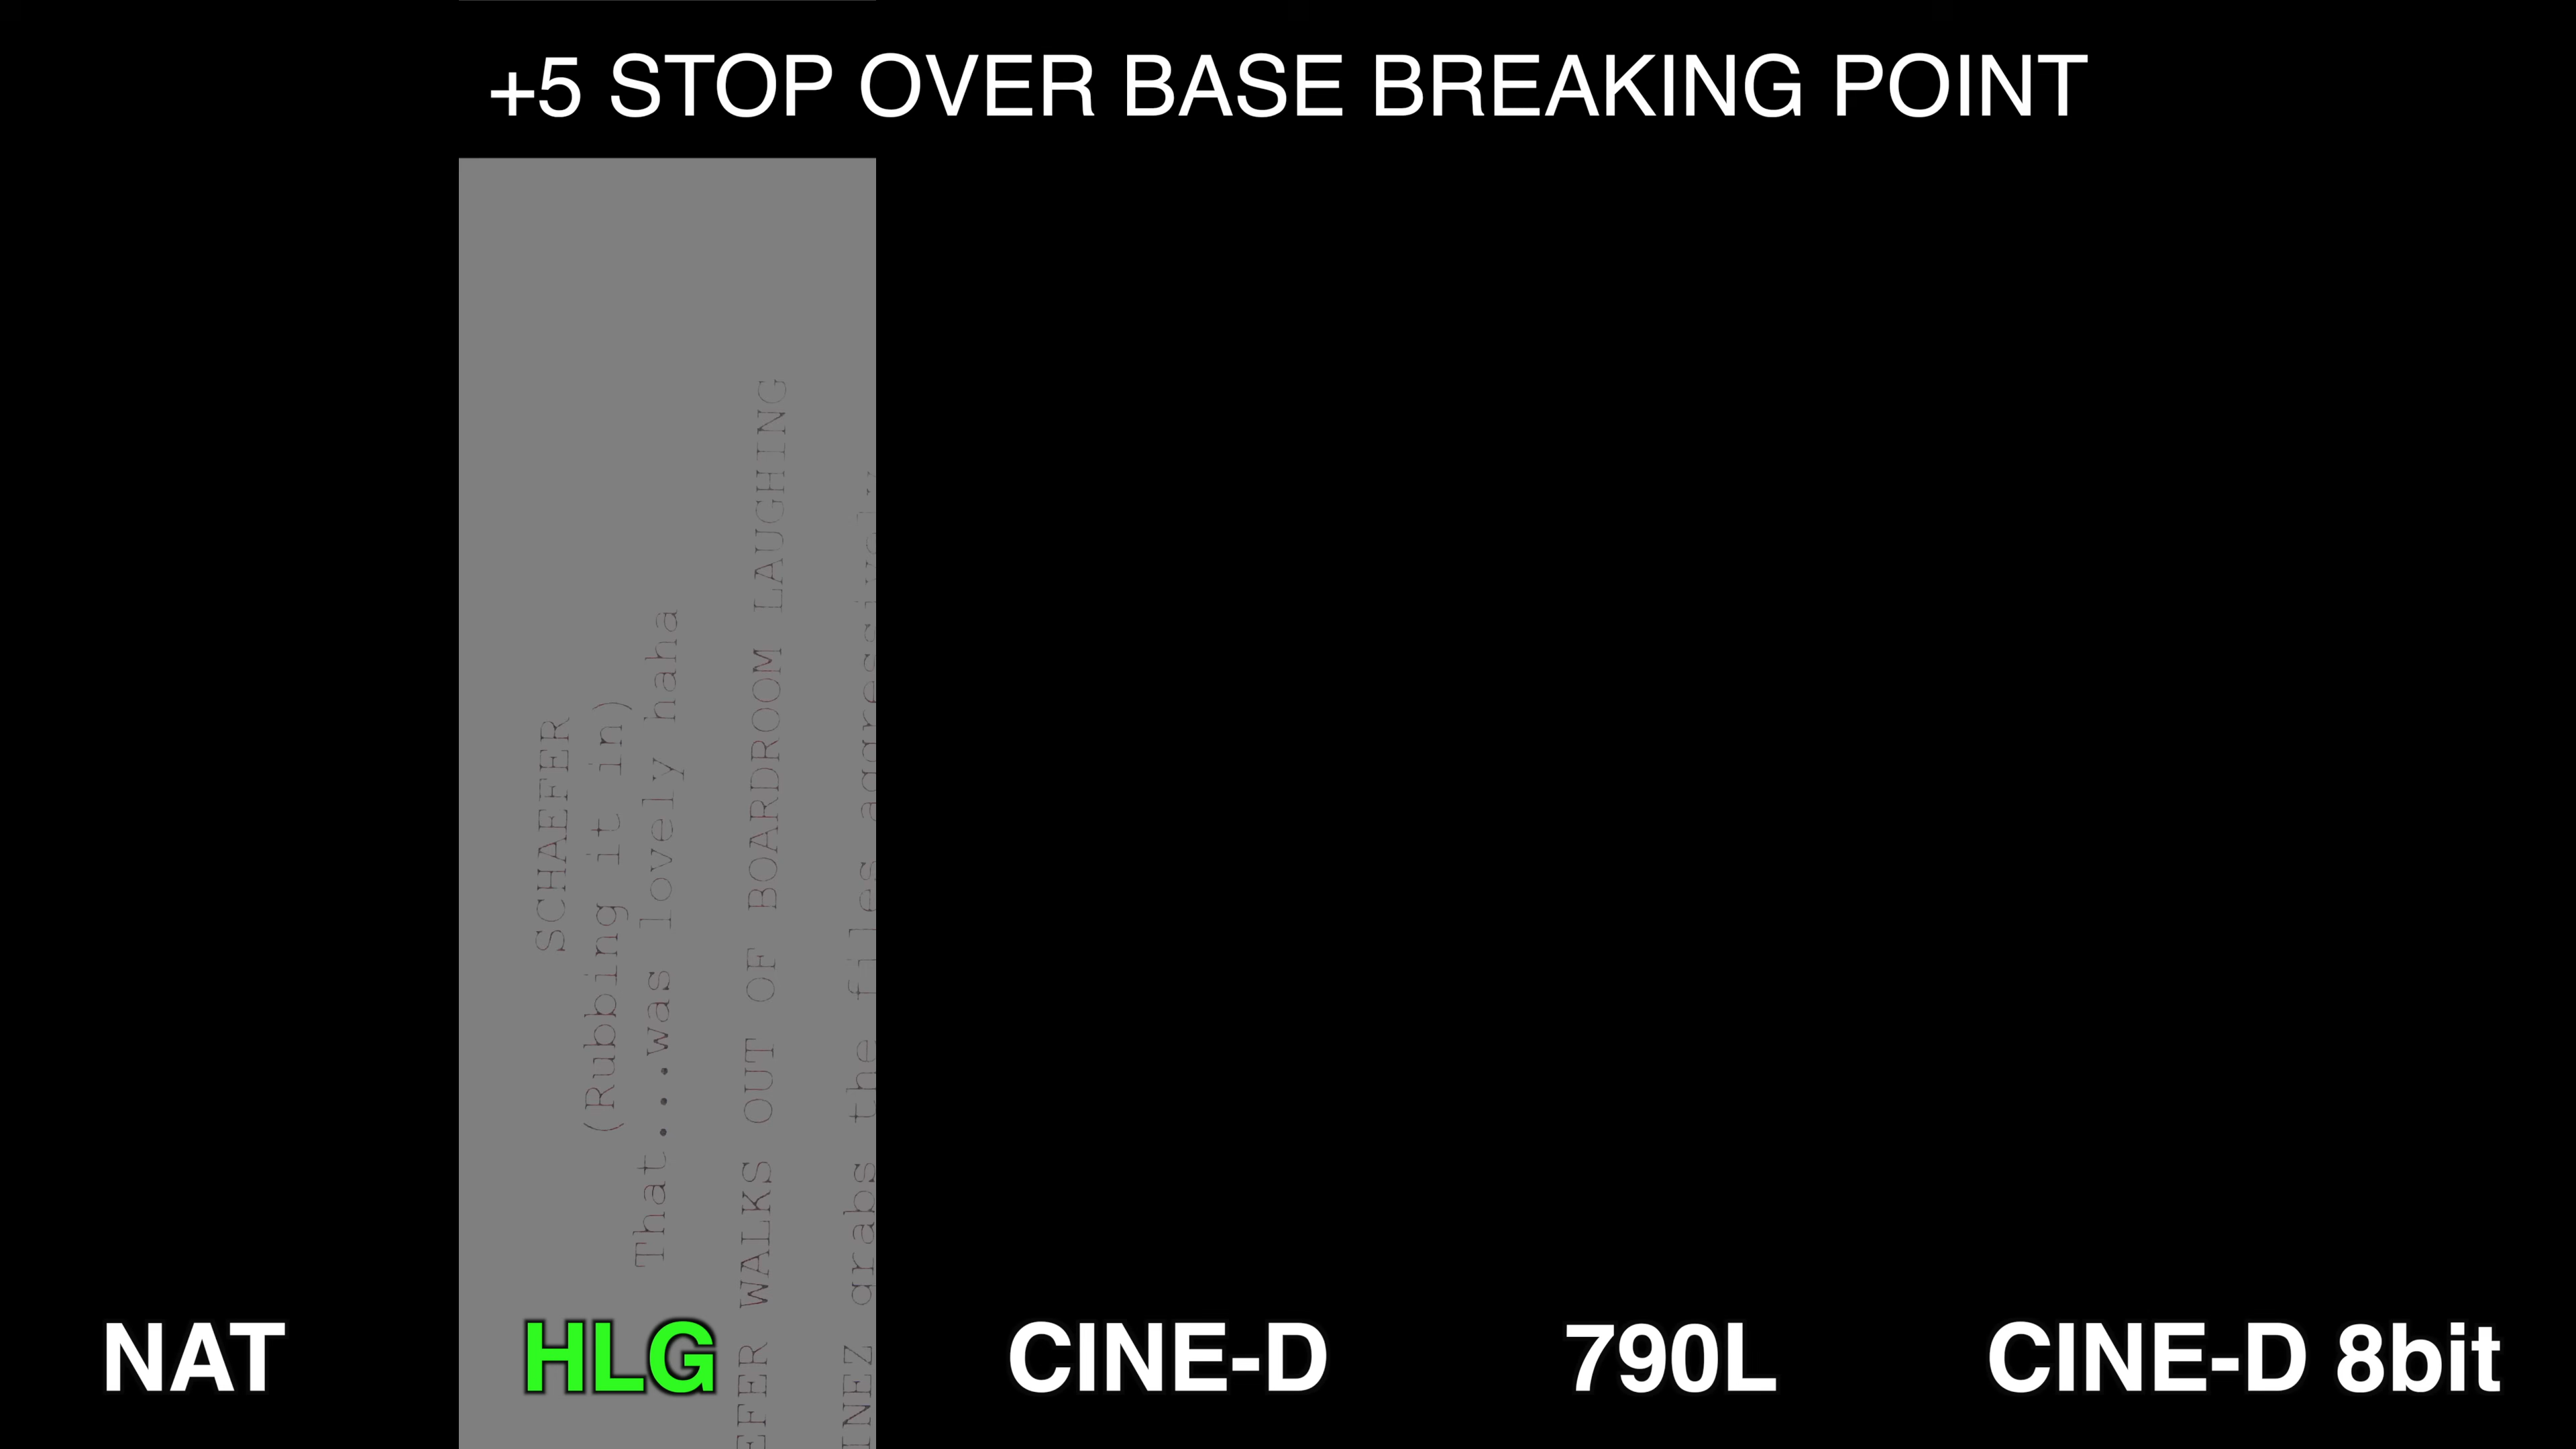 +5 STOP OVER BASE BREAKING POINT
SCHAEFER
(Rubbing it in)
That...was lovely haha
WALKS OUT OF BOARDROOM LAUGHING
grabs the files
NAT
HLG
CINE-D
790L
CINE-D 8bit